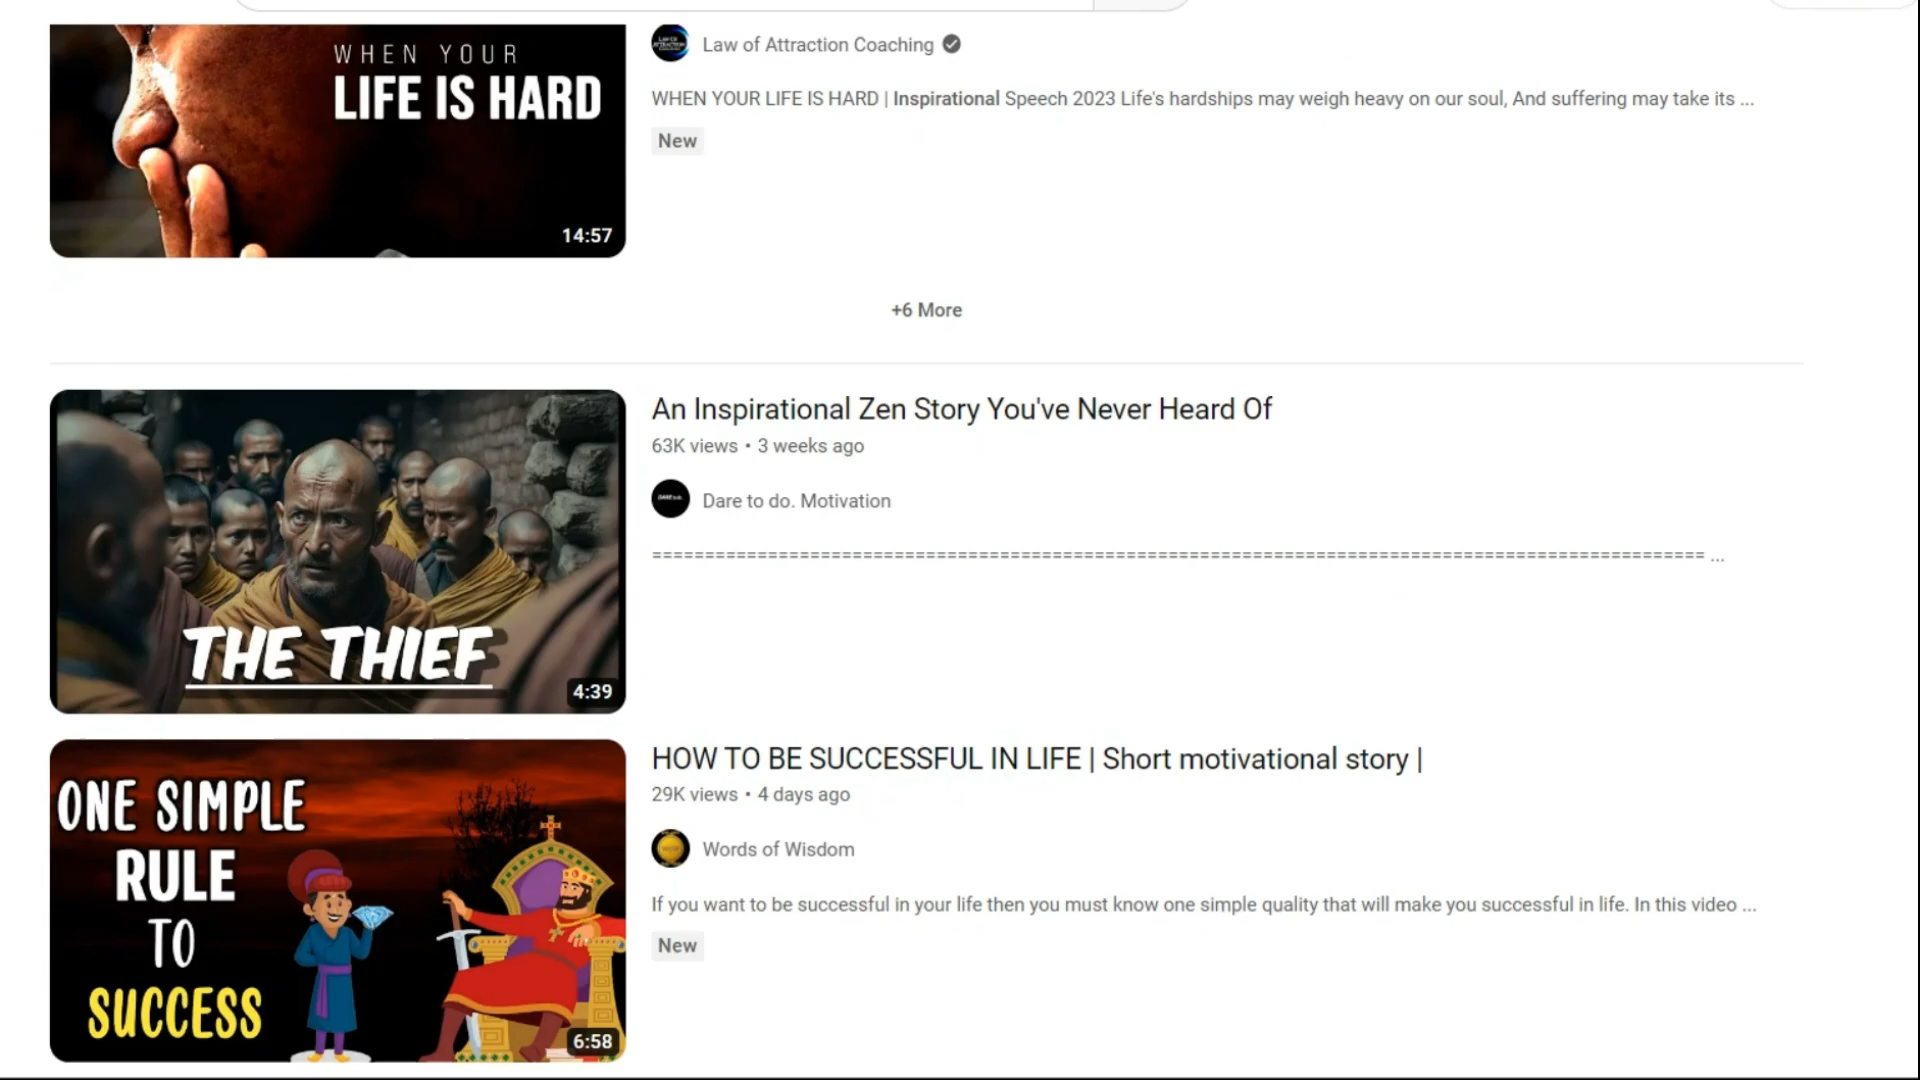 WHEN YOUR
LIFE IS HARD
14:57
Law of Attraction Coaching
WHEN YOUR LIFE IS HARD | Inspirational Speech 2023 Life's hardships may weigh heavy on our soul, And suffering may take its ...
New
+6 More
THE THIEF
4:39
An Inspirational Zen Story You've Never Heard Of
63K views • 3 weeks ago
Dare to do. Motivation
==================================================================================================== ...
ONE SIMPLE
RULE
TO
SUCCESS
6:58
HOW TO BE SUCCESSFUL IN LIFE | Short motivational story |
29K views • 4 days ago
Words of Wisdom
If you want to be successful in your life then you must know one simple quality that will make you successful in life. In this video ...
New